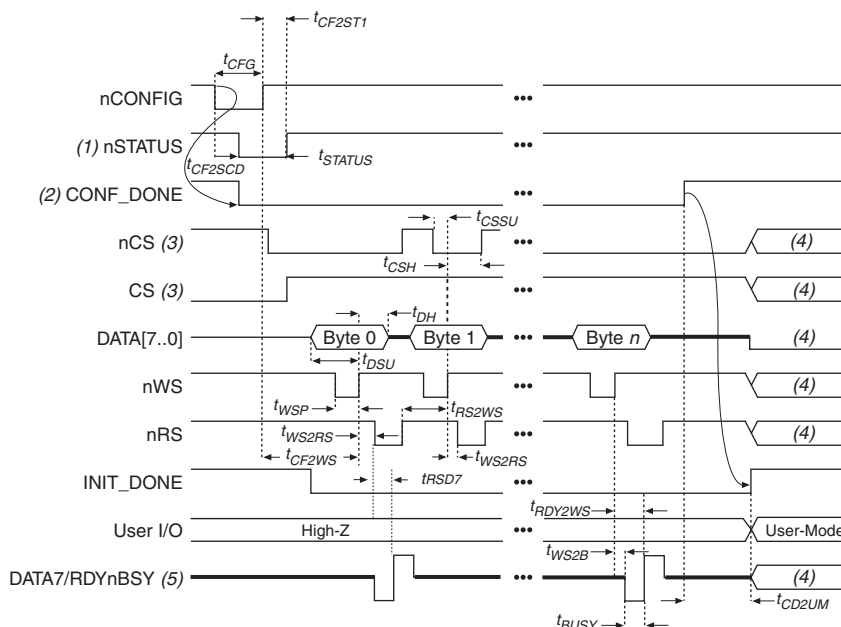 tCF2ST1
tCFG
nCONFIG
(1) nSTATUS
tSTATUS
tCF2SCD
(2) CONF_DONE
tCSSU
nCS (3)
(4)
tCSH
CS (3)
(4)
tDH
DATA[7..0]
Byte 0
Byte 1
Byte n
(4)
tDSU
nWS
(4)
tWSP
tRS2WS
nRS
tWS2RS
(4)
tCF2WS
tWS2RS
INIT_DONE
tRSD7
tRDY2WS
User I/O
High-Z
User-Mode
tWS2B
DATA7/RDYnBSY (5)
(4)
tCD2UM
tBUSY